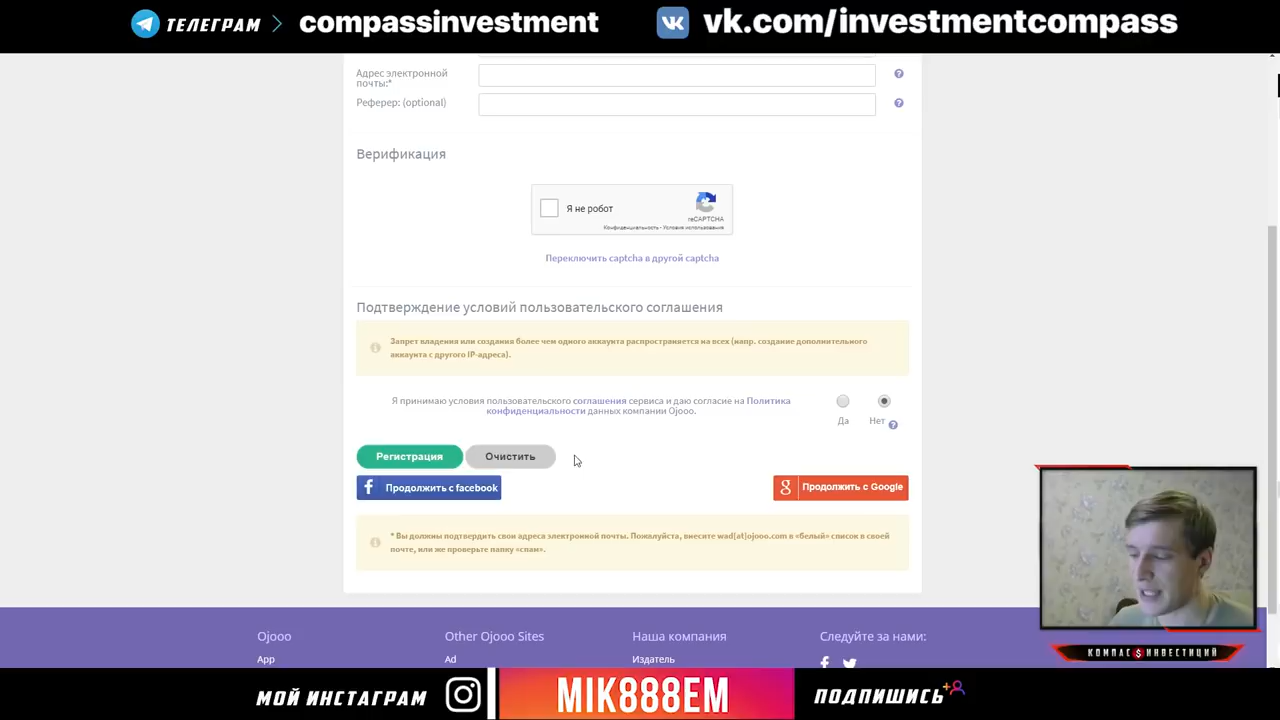 ТЕЛЕГРАМ > compassinvestment
vk.com/investmentcompass
Адрес электронной
почты:*
Реферер: (optional)
Верификация
Я не робот
reCAPTCHA
Конфиденциальность - Условия использования
Переключить captcha в другой captcha
Подтверждение условий пользовательского соглашения
Запрет владения или создания более чем одного аккаунта распространяется на всех (напр. создание дополнительного
аккаунта с другого IP-адреса).
Я принимаю условия пользовательского соглашения сервиса и даю согласие на Политика
конфиденциальности данных компании Ojooo.
Да
Нет
Регистрация
Очистить
Продолжить с facebook
Продолжить с Google
* Вы должны подтвердить свои адреса электронной почты. Пожалуйста, внесите wad[at]ojooo.com в «белый» список в своей
почте, или же проверьте папку «спам».
Ojooo
Other Ojooo Sites
Наша компания
Следуйте за нами:
App
Ad
Издатель
КОМПАС $ ИНВЕСТИЦИЙ
МОЙ ИНСТАГРАМ
MIK888EM
ПОДПИШИСЬ